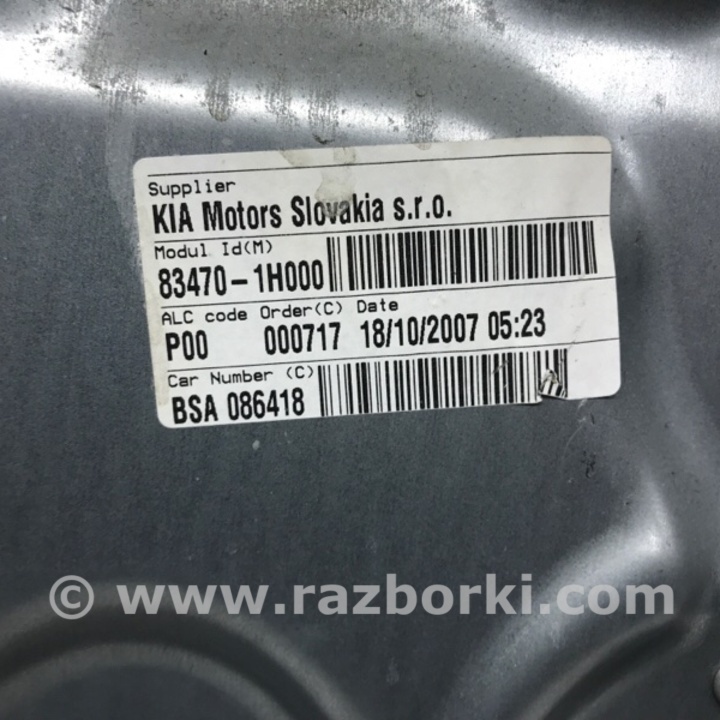 Supplier
KIA Motors Slovakia s.r.o.
Modul Id(M)
83470-1H000
ALC code Order(C) Date
P00 000717 18/10/2007 05:23
Car Number (C)
BSA 086418
© www.razborki.com